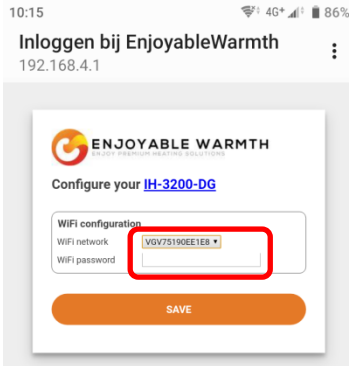 10:15 4G+ 86%
Inloggen bij EnjoyableWarmth
192.168.4.1
ENJOYABLE WARMTH
ENJOY PREMIUM HEATING SOLUTIONS
Configure your IH-3200-DG
WiFi configuration
WiFi network VGV75190EE1E8
WiFi password
SAVE